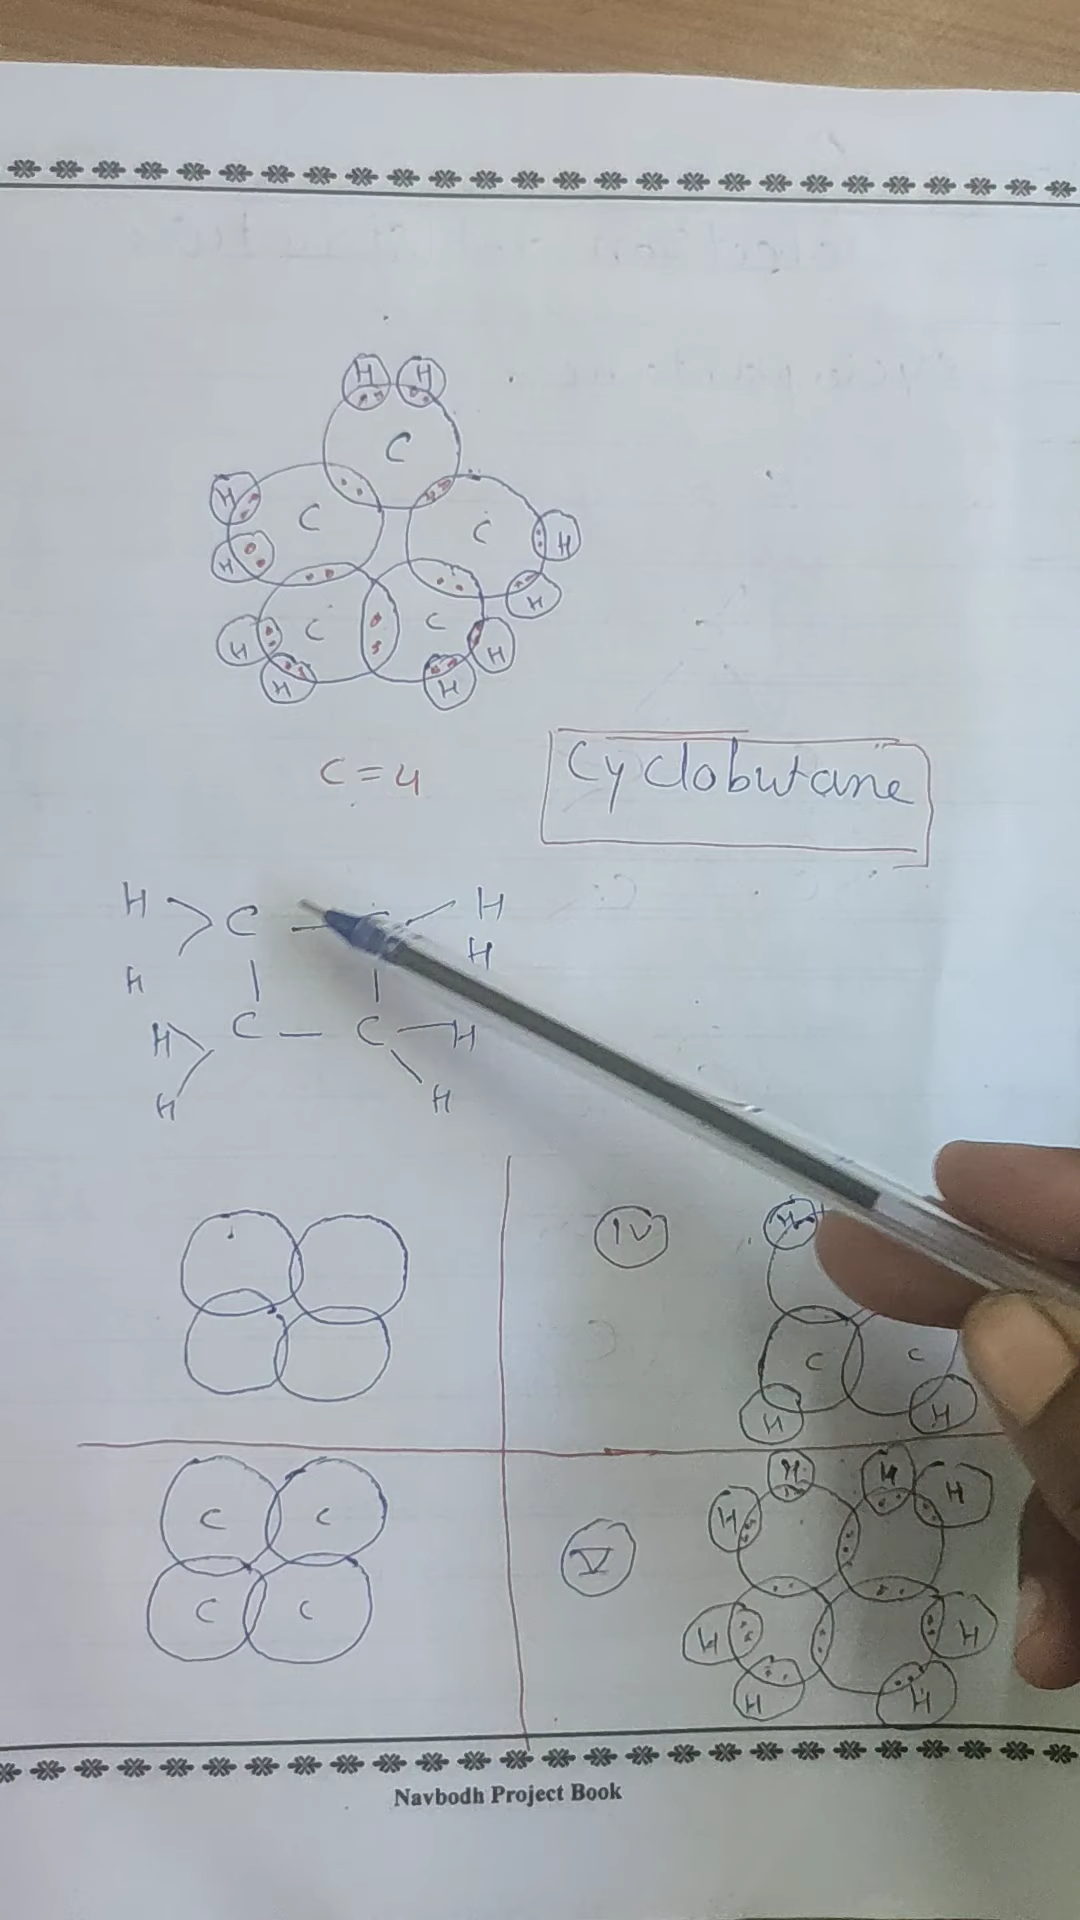 H H
C
H C C H
H H
H C C H
H H
C = 4
Cyclobutane
H C H
H H
H C — C H
H H
IV H
C C
H H
H H H
C C H
V
C C H H
H H
Navbodh Project Book